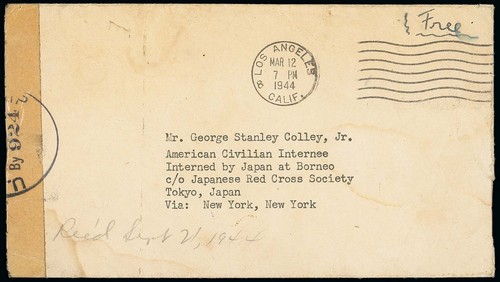 Free
LOS ANGELES
8
MAR 12
7 PM
1944
CALIF.
By 924
Mr. George Stanley Colley, Jr.
American Civilian Internee
Interned by Japan at Borneo
c/o Japanese Red Cross Society
Tokyo, Japan
Via: New York, New York
Rec'd Sept 21, 1944